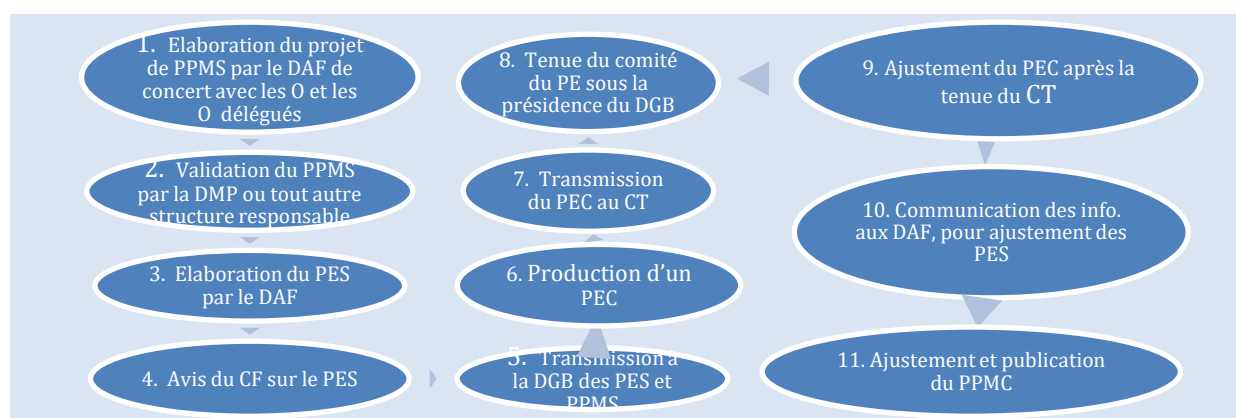 1. Elaboration du projet
de PPMS par le DAF de
concert avec les O et les
O délégués
2. Validation du PPMS
par la DMP ou tout autre
structure responsable
3. Elaboration du PES
par le DAF
4. Avis du CF sur le PES
5. Transmission à
la DGB des PES et
PPMS
6. Production d'un
PEC
7. Transmission
du PEC au CT
8. Tenue du comité
du PE sous la
présidence du DGB
9. Ajustement du PEC après la
tenue du CT
10. Communication des info.
aux DAF, pour ajustement des
PES
11. Ajustement et publication
du PPMC